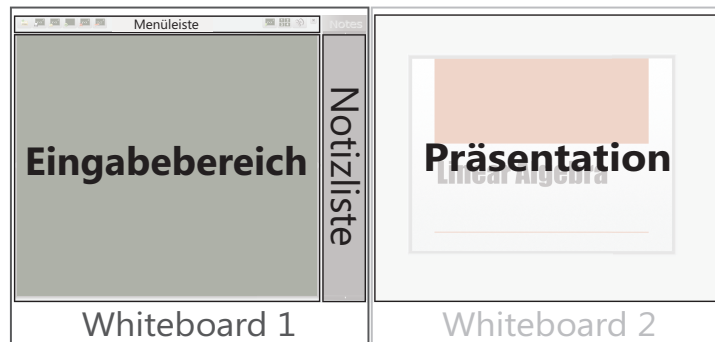 Menüleiste
Notes
Eingabebereich
Notizliste
Präsentation
Linear Algebra
Whiteboard 1
Whiteboard 2